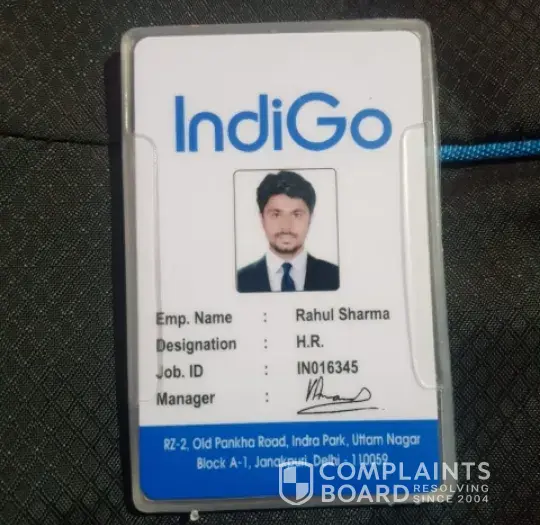 IndiGo
Emp. Name : Rahul Sharma
Designation : H.R.
Job. ID : IN016345
Manager :
RZ-2, Old Pankha Road, Indra Park, Uttam Nagar
Block A-1, Janakpuri, Delhi - 110059
COMPLAINTS
BOARD RESOLVING
SINCE 2004